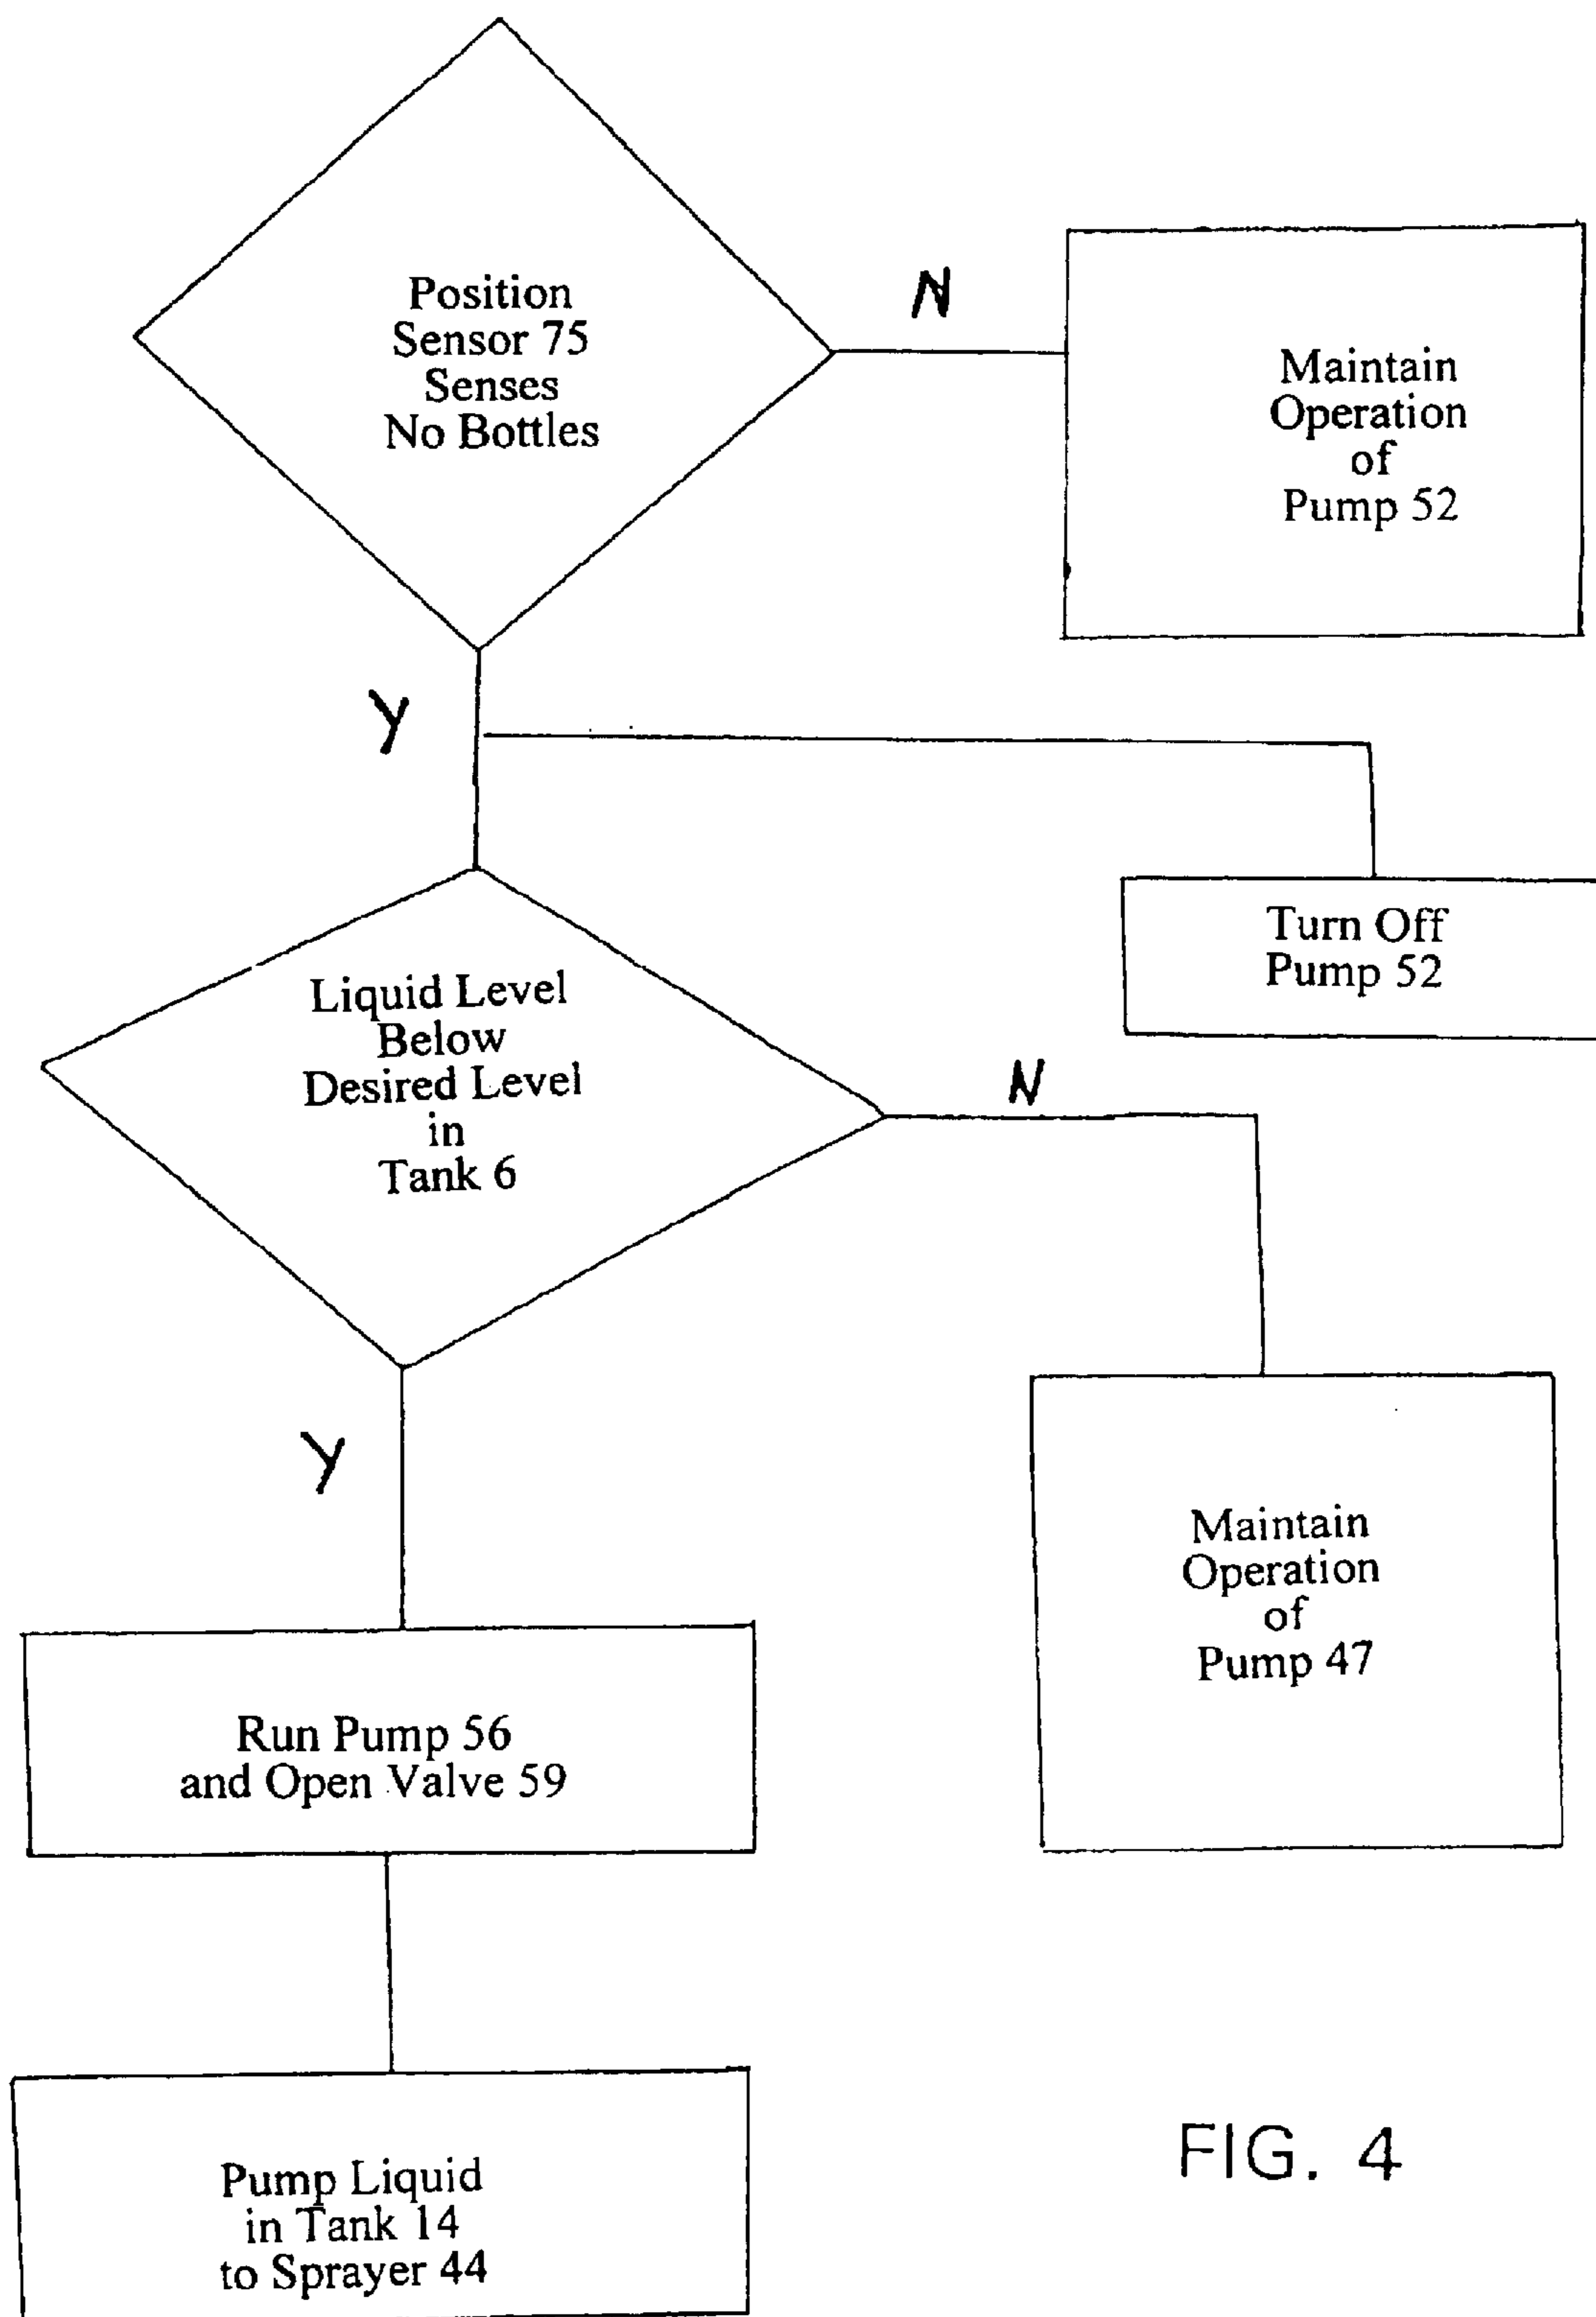 Position
Sensor 75
Senses
No Bottles
N
Maintain
Operation
of
Pump 52
Y
Turn Off
Pump 52
Liquid Level
Below
Desired Level
in
Tank 6
N
Maintain
Operation
of
Pump 47
Y
Run Pump 56
and Open Valve 59
Pump Liquid
in Tank 14
to Sprayer 44
FIG. 4